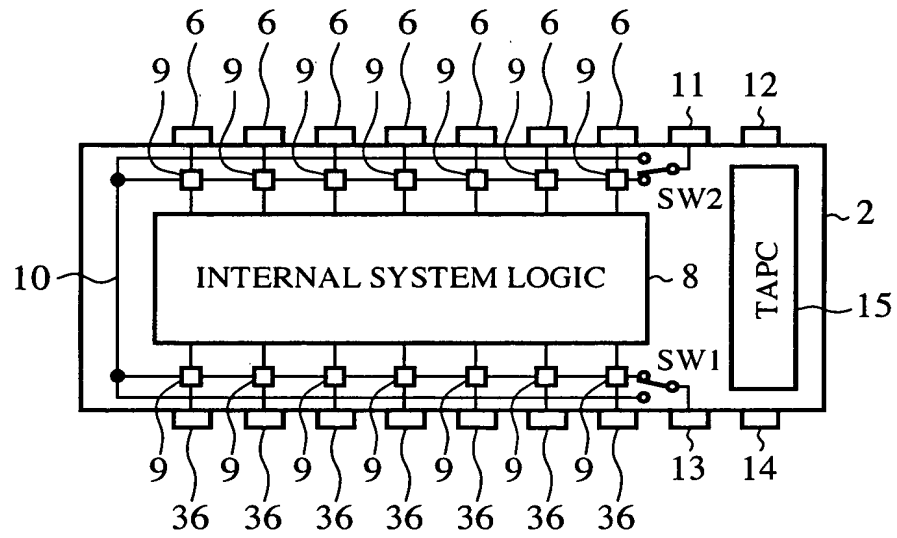 6 6 6 6 6 6 6
9 9 9 9 9 9 9 11 12
SW2
2
10 INTERNAL SYSTEM LOGIC 8 TAPC 15
SW1
9 9 9 9 9 9 9 13 14
36 36 36 36 36 36 36